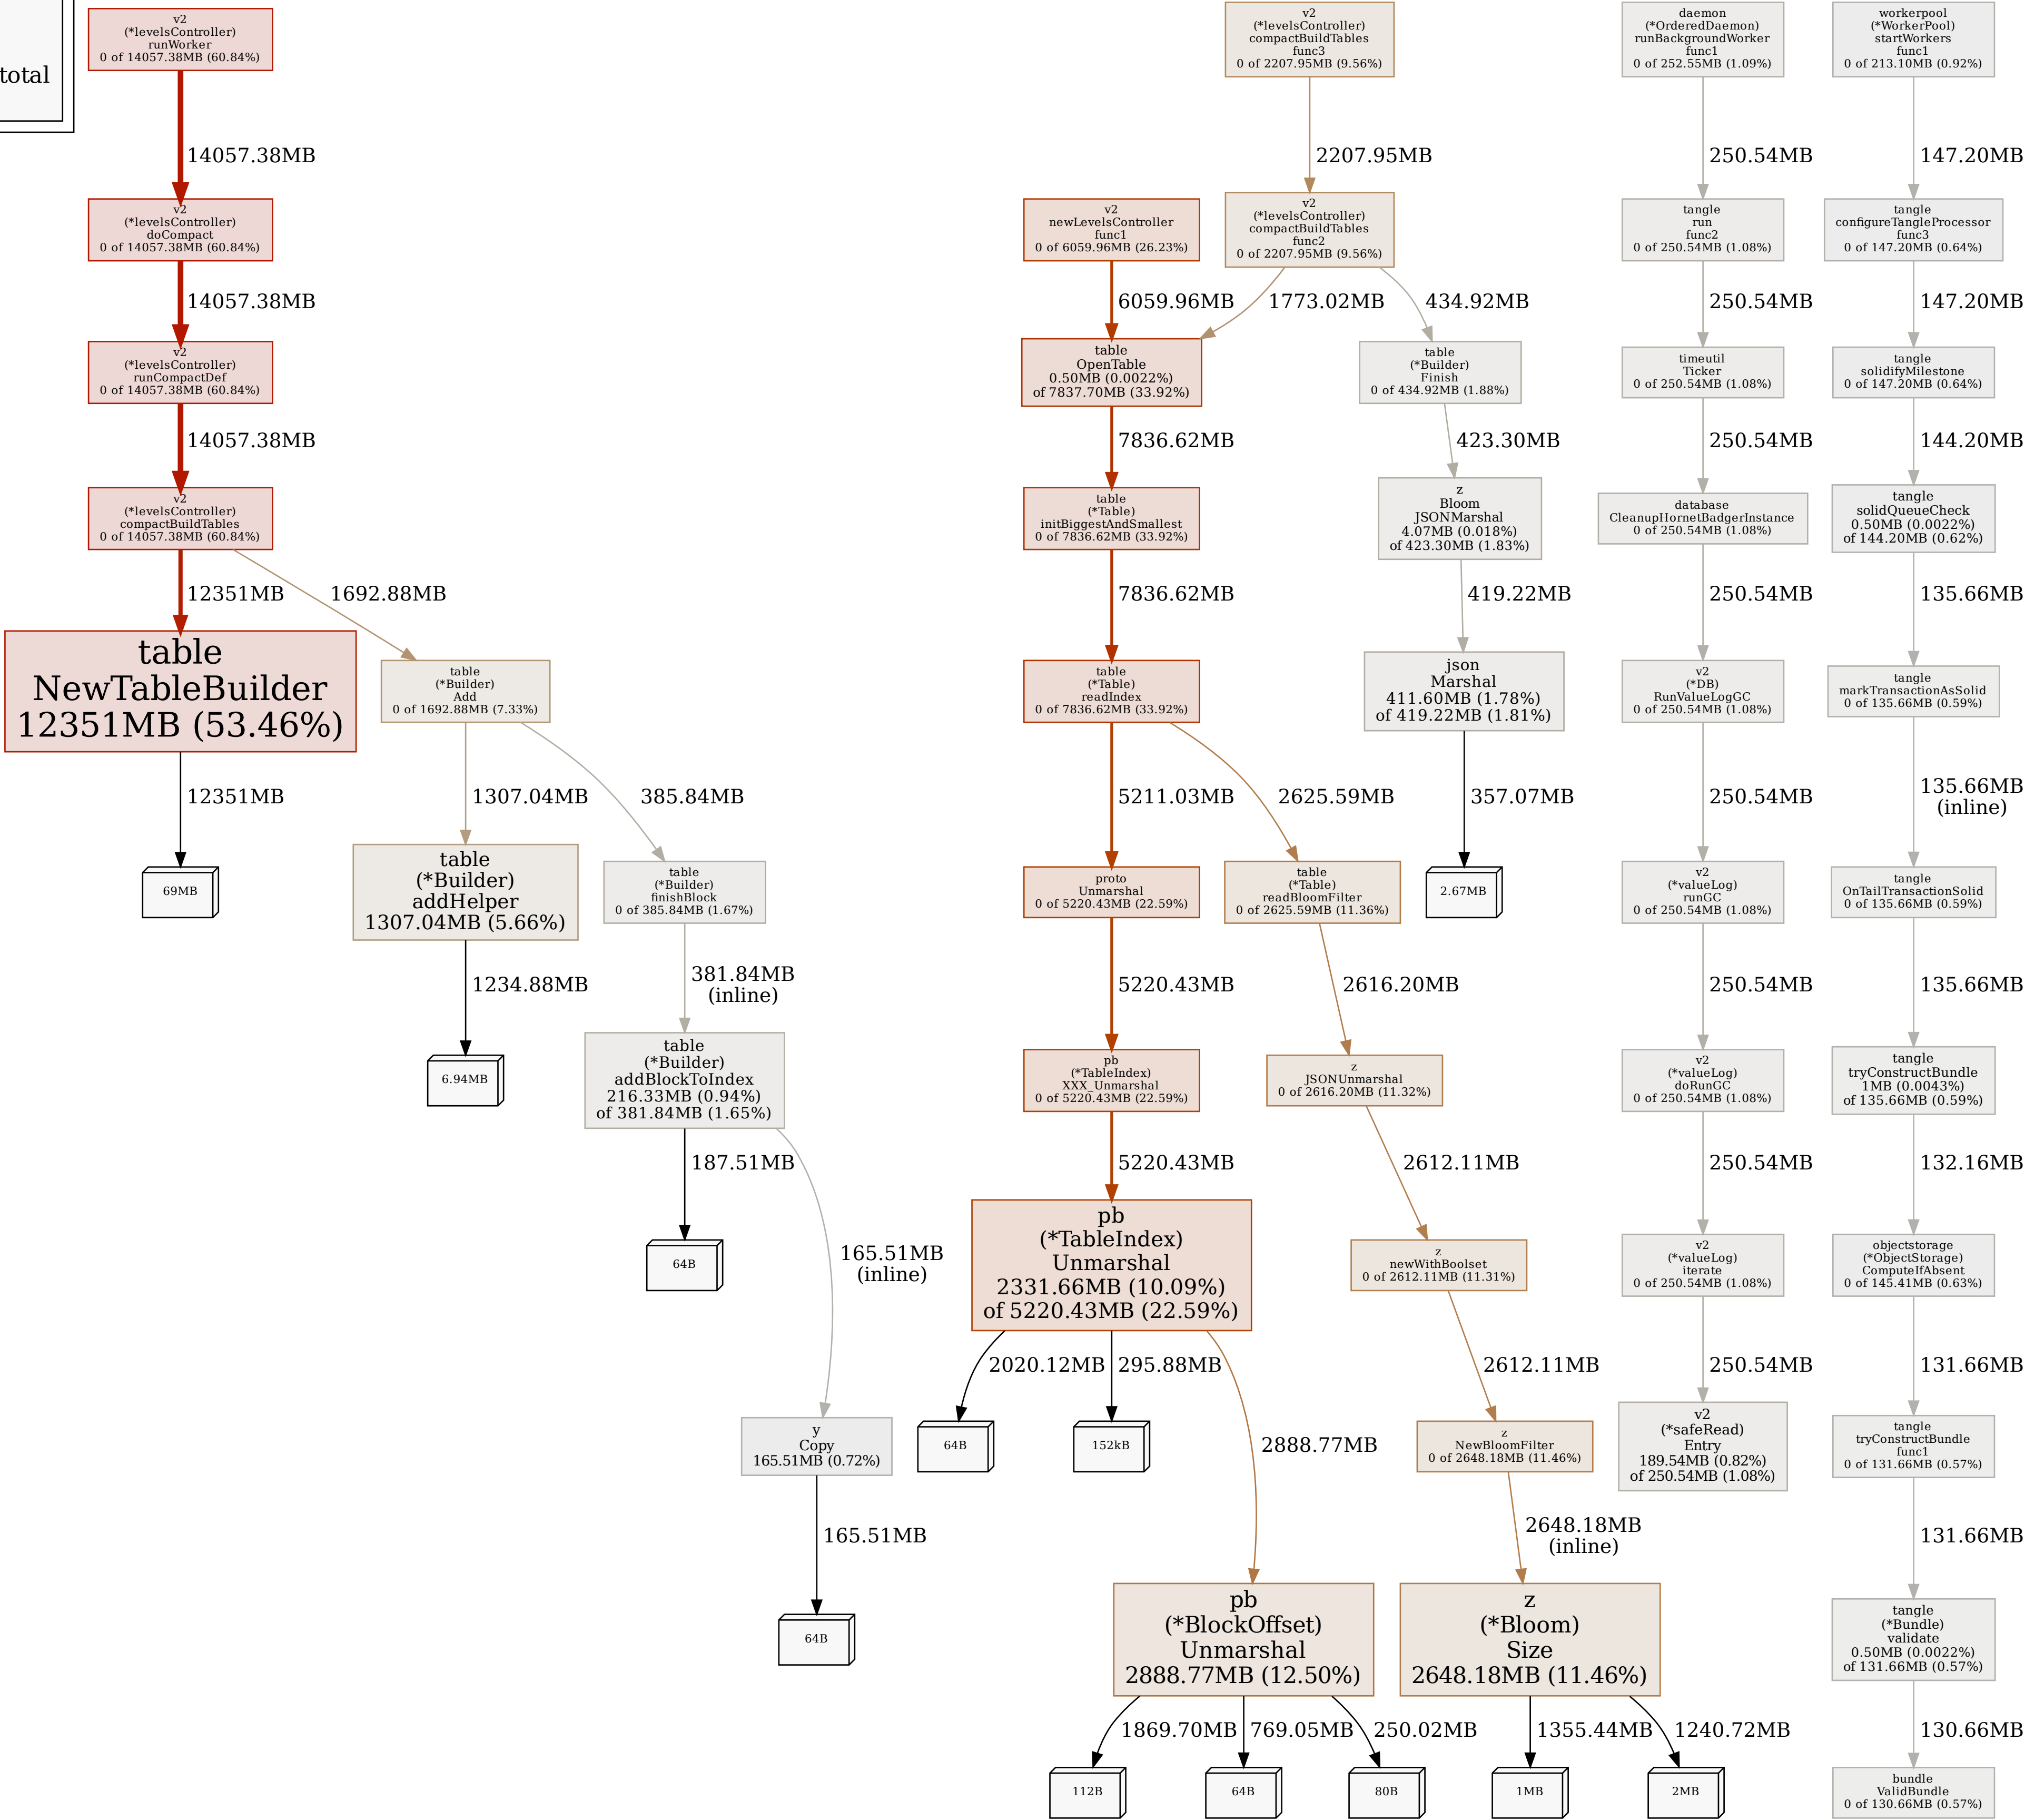 total
v2
(*levelsController)
runWorker
0 of 14057.38MB (60.84%)
14057.38MB
v2
(*levelsController)
doCompact
0 of 14057.38MB (60.84%)
14057.38MB
v2
(*levelsController)
runCompactDef
0 of 14057.38MB (60.84%)
14057.38MB
v2
(*levelsController)
compactBuildTables
0 of 14057.38MB (60.84%)
12351MB
1692.88MB
table
NewTableBuilder
12351MB (53.46%)
12351MB
69MB
table
(*Builder)
Add
0 of 1692.88MB (7.33%)
1307.04MB
385.84MB
table
(*Builder)
addHelper
1307.04MB (5.66%)
1234.88MB
6.94MB
table
(*Builder)
finishBlock
0 of 385.84MB (1.67%)
381.84MB
(inline)
table
(*Builder)
addBlockToIndex
216.33MB (0.94%)
of 381.84MB (1.65%)
187.51MB
64B
165.51MB
(inline)
y
Copy
165.51MB (0.72%)
165.51MB
64B
v2
(*levelsController)
compactBuildTables
func3
0 of 2207.95MB (9.56%)
2207.95MB
v2
newLevelsController
func1
0 of 6059.96MB (26.23%)
6059.96MB
v2
(*levelsController)
compactBuildTables
func2
0 of 2207.95MB (9.56%)
1773.02MB
434.92MB
table
OpenTable
0.50MB (0.0022%)
of 7837.70MB (33.92%)
7836.62MB
table
(*Table)
initBiggestAndSmallest
0 of 7836.62MB (33.92%)
7836.62MB
table
(*Table)
readIndex
0 of 7836.62MB (33.92%)
5211.03MB
2625.59MB
proto
Unmarshal
0 of 5220.43MB (22.59%)
5220.43MB
pb
(*TableIndex)
XXX_Unmarshal
0 of 5220.43MB (22.59%)
5220.43MB
pb
(*TableIndex)
Unmarshal
2331.66MB (10.09%)
of 5220.43MB (22.59%)
2020.12MB
295.88MB
2888.77MB
64B
152kB
pb
(*BlockOffset)
Unmarshal
2888.77MB (12.50%)
1869.70MB
769.05MB
250.02MB
112B
64B
80B
table
(*Builder)
Finish
0 of 434.92MB (1.88%)
423.30MB
z
Bloom
JSONMarshal
4.07MB (0.018%)
of 423.30MB (1.83%)
419.22MB
json
Marshal
411.60MB (1.78%)
of 419.22MB (1.81%)
357.07MB
2.67MB
table
(*Table)
readBloomFilter
0 of 2625.59MB (11.36%)
2616.20MB
z
JSONUnmarshal
0 of 2616.20MB (11.32%)
2612.11MB
z
newWithBoolset
0 of 2612.11MB (11.31%)
2612.11MB
z
NewBloomFilter
0 of 2648.18MB (11.46%)
2648.18MB
(inline)
z
(*Bloom)
Size
2648.18MB (11.46%)
1355.44MB
1240.72MB
1MB
2MB
daemon
(*OrderedDaemon)
runBackgroundWorker
func1
0 of 252.55MB (1.09%)
250.54MB
tangle
run
func2
0 of 250.54MB (1.08%)
250.54MB
timeutil
Ticker
0 of 250.54MB (1.08%)
250.54MB
database
CleanupHornetBadgerInstance
0 of 250.54MB (1.08%)
250.54MB
v2
(*DB)
RunValueLogGC
0 of 250.54MB (1.08%)
250.54MB
v2
(*valueLog)
runGC
0 of 250.54MB (1.08%)
250.54MB
v2
(*valueLog)
doRunGC
0 of 250.54MB (1.08%)
250.54MB
v2
(*valueLog)
iterate
0 of 250.54MB (1.08%)
250.54MB
v2
(*safeRead)
Entry
189.54MB (0.82%)
of 250.54MB (1.08%)
workerpool
(*WorkerPool)
startWorkers
func1
0 of 213.10MB (0.92%)
147.20MB
tangle
configureTangleProcessor
func3
0 of 147.20MB (0.64%)
147.20MB
tangle
solidifyMilestone
0 of 147.20MB (0.64%)
144.20MB
tangle
solidQueueCheck
0.50MB (0.0022%)
of 144.20MB (0.62%)
135.66MB
tangle
markTransactionAsSolid
0 of 135.66MB (0.59%)
135.66MB
(inline)
tangle
OnTailTransactionSolid
0 of 135.66MB (0.59%)
135.66MB
tangle
tryConstructBundle
1MB (0.0043%)
of 135.66MB (0.59%)
132.16MB
objectstorage
(*ObjectStorage)
ComputeIfAbsent
0 of 145.41MB (0.63%)
131.66MB
tangle
tryConstructBundle
func1
0 of 131.66MB (0.57%)
131.66MB
tangle
(*Bundle)
validate
0.50MB (0.0022%)
of 131.66MB (0.57%)
130.66MB
bundle
ValidBundle
0 of 130.66MB (0.57%)